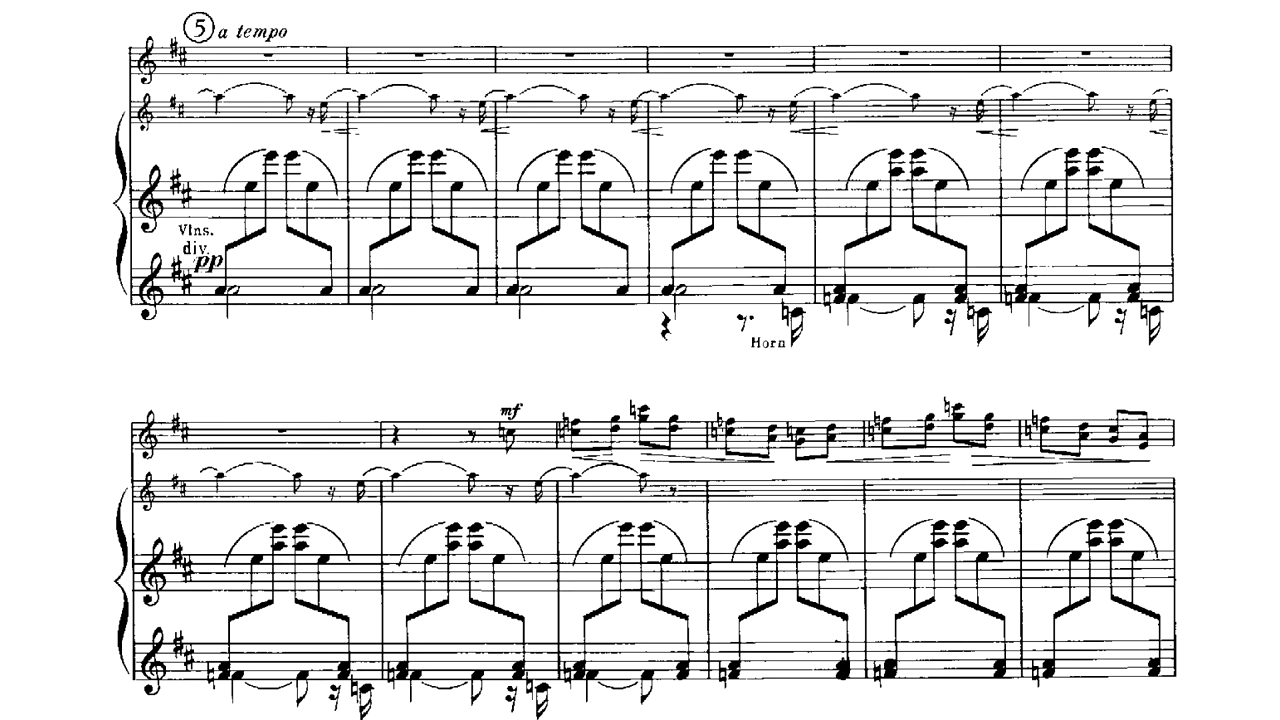 5 a tempo
Vlns.
div.
pp
Horn
mf